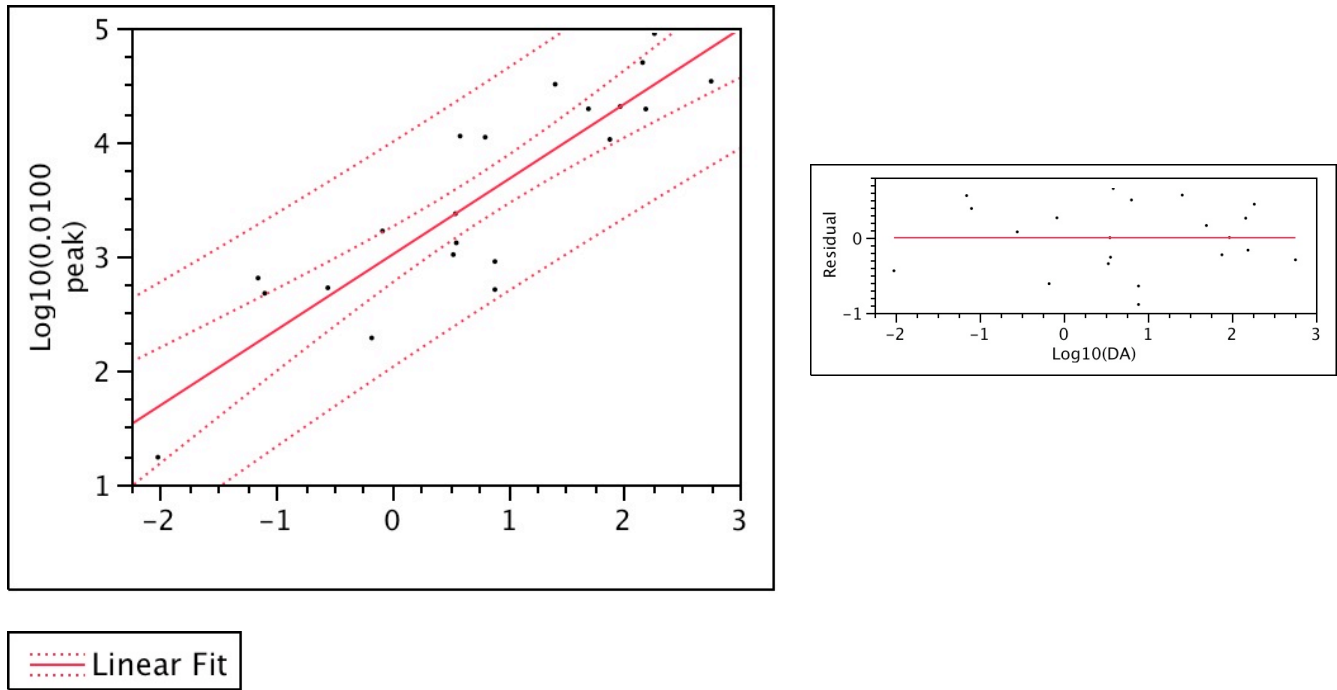 5
4
3
2
1
Log10(0.0100
peak)
−2 −1 0 1 2 3
Linear Fit
0
−1
Residual
−2 −1 0 1 2 3
Log10(DA)